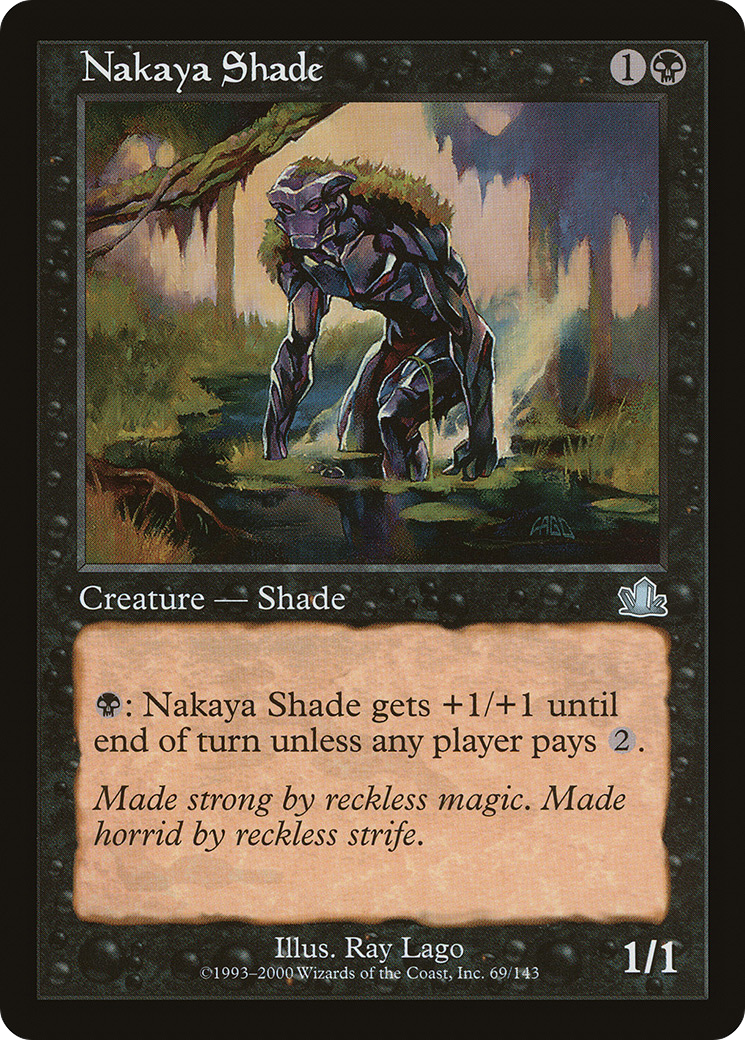 Nakaya Shade
1
LAGO
Creature — Shade
: Nakaya Shade gets +1/+1 until
end of turn unless any player pays 2.
Made strong by reckless magic. Made
horrid by reckless strife.
Illus. Ray Lago
1/1
©1993–2000 Wizards of the Coast, Inc. 69/143